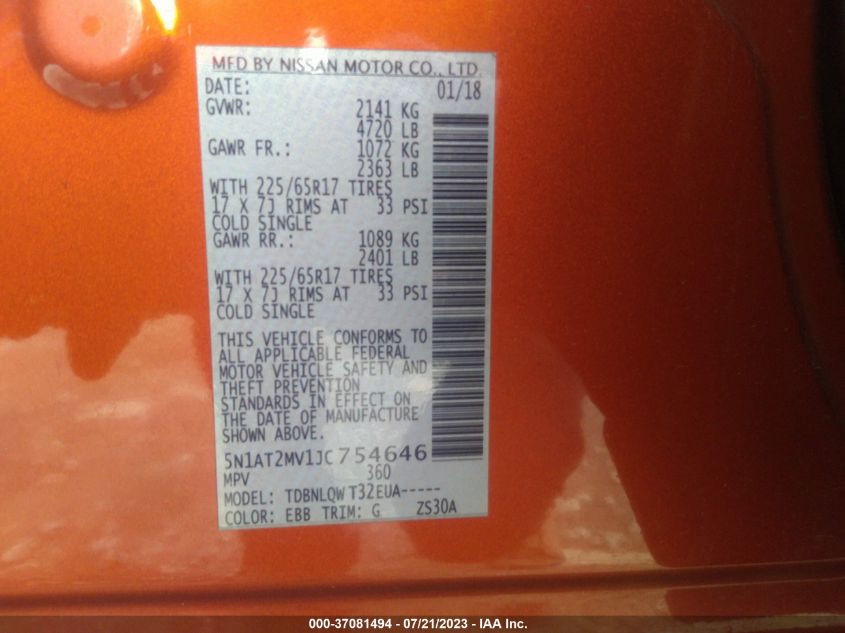 MFD BY NISSAN MOTOR CO., LTD.
DATE: 01/18
GVWR: 2141 KG
4720 LB
GAWR FR.: 1072 KG
2363 LB
WITH 225/65R17 TIRES
17 X 7J RIMS AT 33 PSI
COLD SINGLE
GAWR RR.: 1089 KG
2401 LB
WITH 225/65R17 TIRES
17 X 7J RIMS AT 33 PSI
COLD SINGLE
THIS VEHICLE CONFORMS TO
ALL APPLICABLE FEDERAL
MOTOR VEHICLE SAFETY AND
THEFT PREVENTION
STANDARDS IN EFFECT ON
THE DATE OF MANUFACTURE
SHOWN ABOVE.
5N1AT2MV1JC754646
MPV 360
MODEL: TDBNLQW T32EUA-----
COLOR: EBB TRIM: G ZS30A
000-37081494 - 07/21/2023 - IAA Inc.